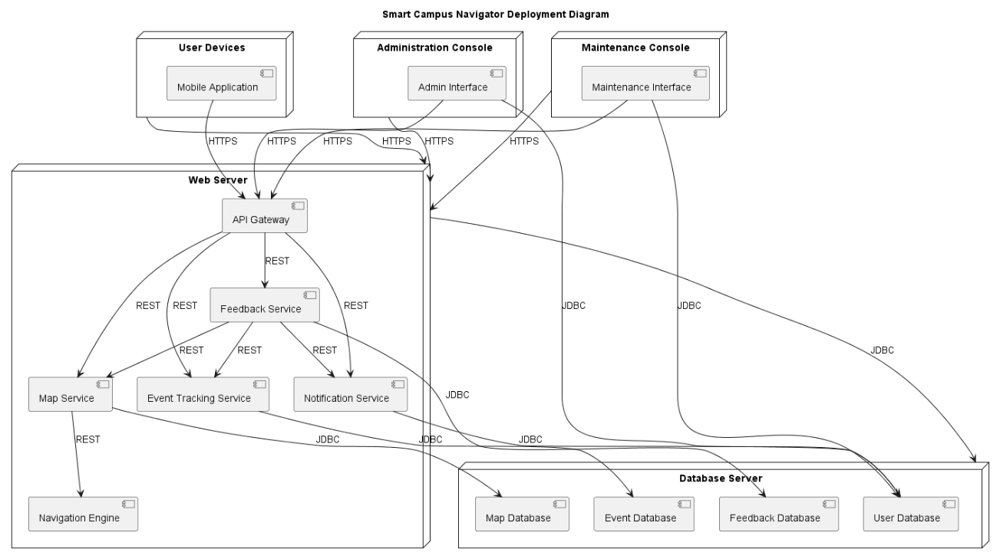 Smart Campus Navigator Deployment Diagram
User Devices
Administration Console
Maintenance Console
Mobile Application
Admin Interface
Maintenance Interface
HTTPS
HTTPS
HTTPS
HTTPS
HTTPS
HTTPS
Web Server
API Gateway
REST
REST
REST
REST
JDBC
JDBC
Feedback Service
REST
REST
REST
JDBC
Map Service
Event Tracking Service
Notification Service
JDBC
REST
JDBC
JDBC
JDBC
Database Server
Navigation Engine
Map Database
Event Database
Feedback Database
User Database